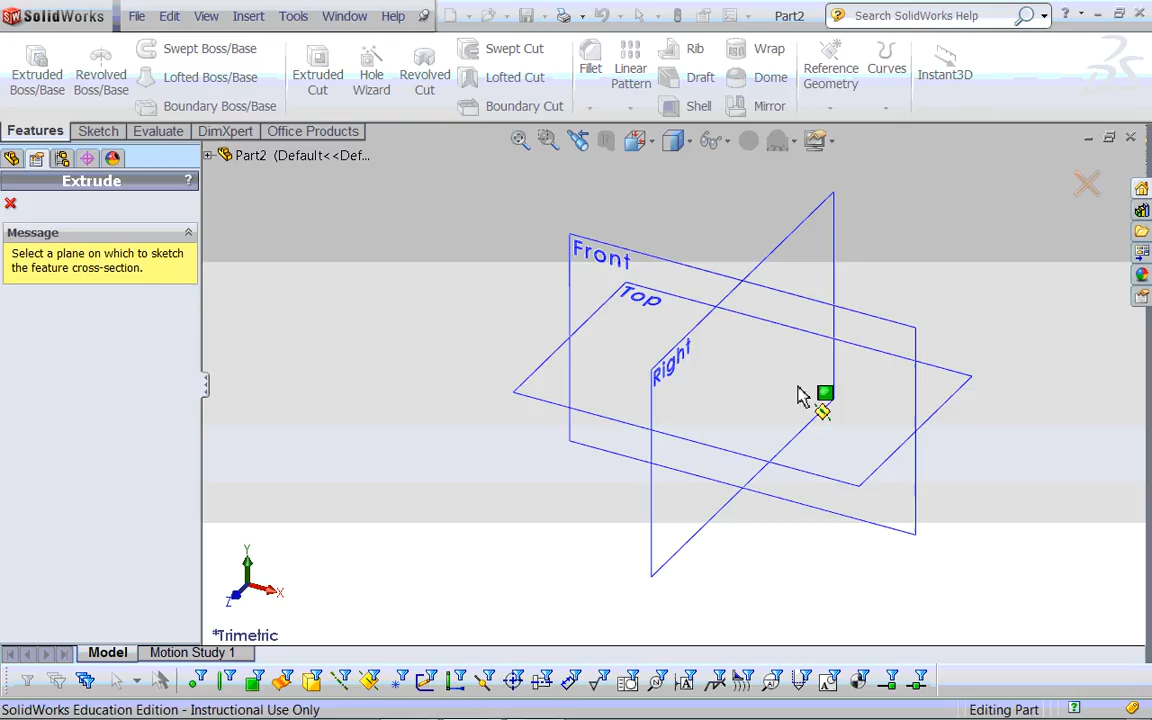 SolidWorks File Edit View Insert Tools Window Help Part2 Search SolidWorks Help ?
Extruded Boss/Base
Revolved Boss/Base
Swept Boss/Base
Lofted Boss/Base
Boundary Boss/Base
Extruded Cut
Hole Wizard
Revolved Cut
Swept Cut
Lofted Cut
Boundary Cut
Fillet
Linear Pattern
Rib
Draft
Shell
Wrap
Dome
Mirror
Reference Geometry
Curves
Instant3D
Features Sketch Evaluate DimXpert Office Products
Part2 (Default<<Def...
Extrude ?
Message
Select a plane on which to sketch
the feature cross-section.
Front
Top
Right
Y
X
Z
*Trimetric
Model Motion Study 1
SolidWorks Education Edition - Instructional Use Only
Editing Part ?